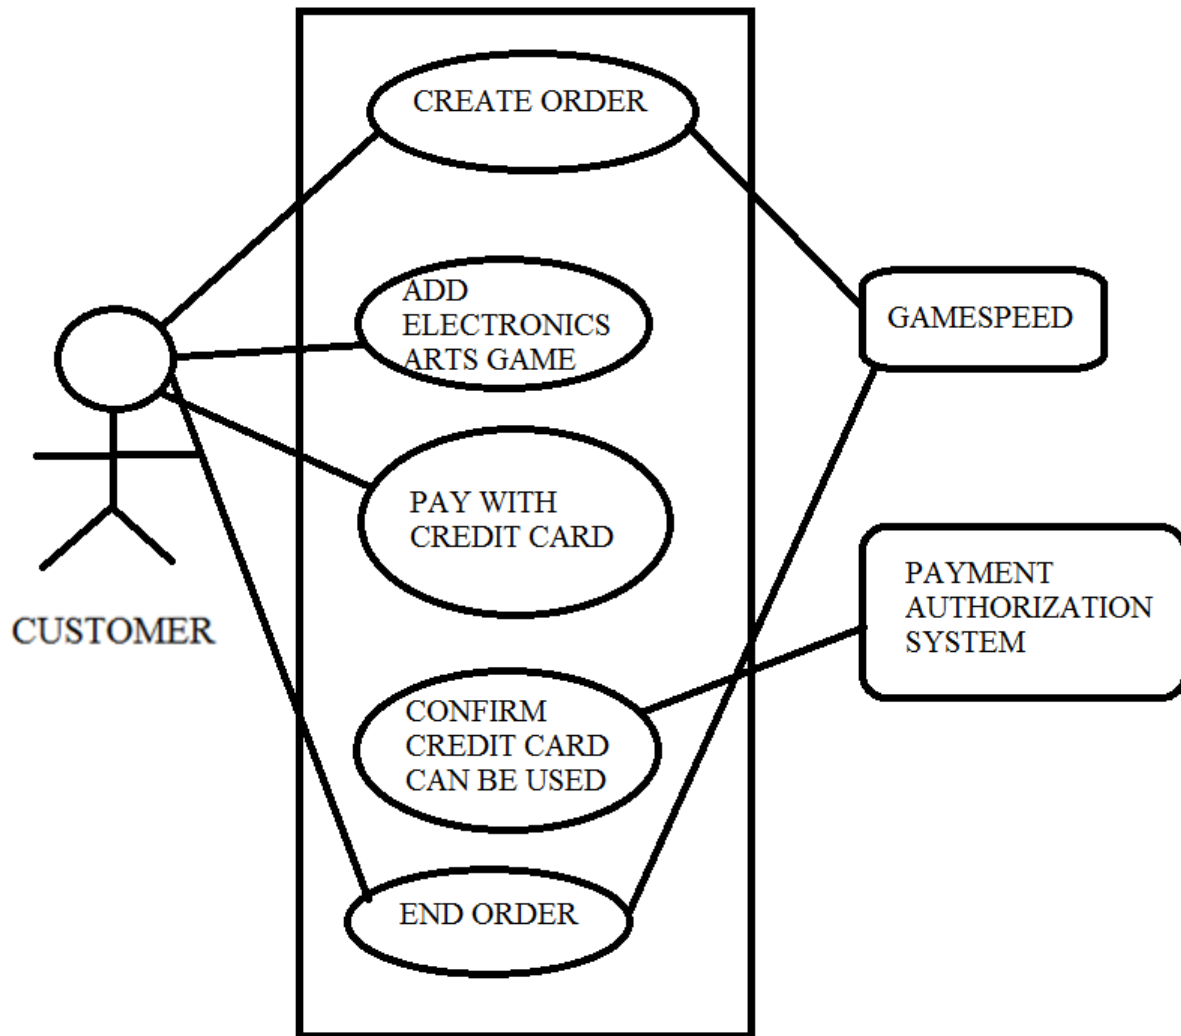 CREATE ORDER
ADD
ELECTRONICS
ARTS GAME
GAMESPEED
PAY WITH
CREDIT CARD
PAYMENT
AUTHORIZATION
SYSTEM
CUSTOMER
CONFIRM
CREDIT CARD
CAN BE USED
END ORDER